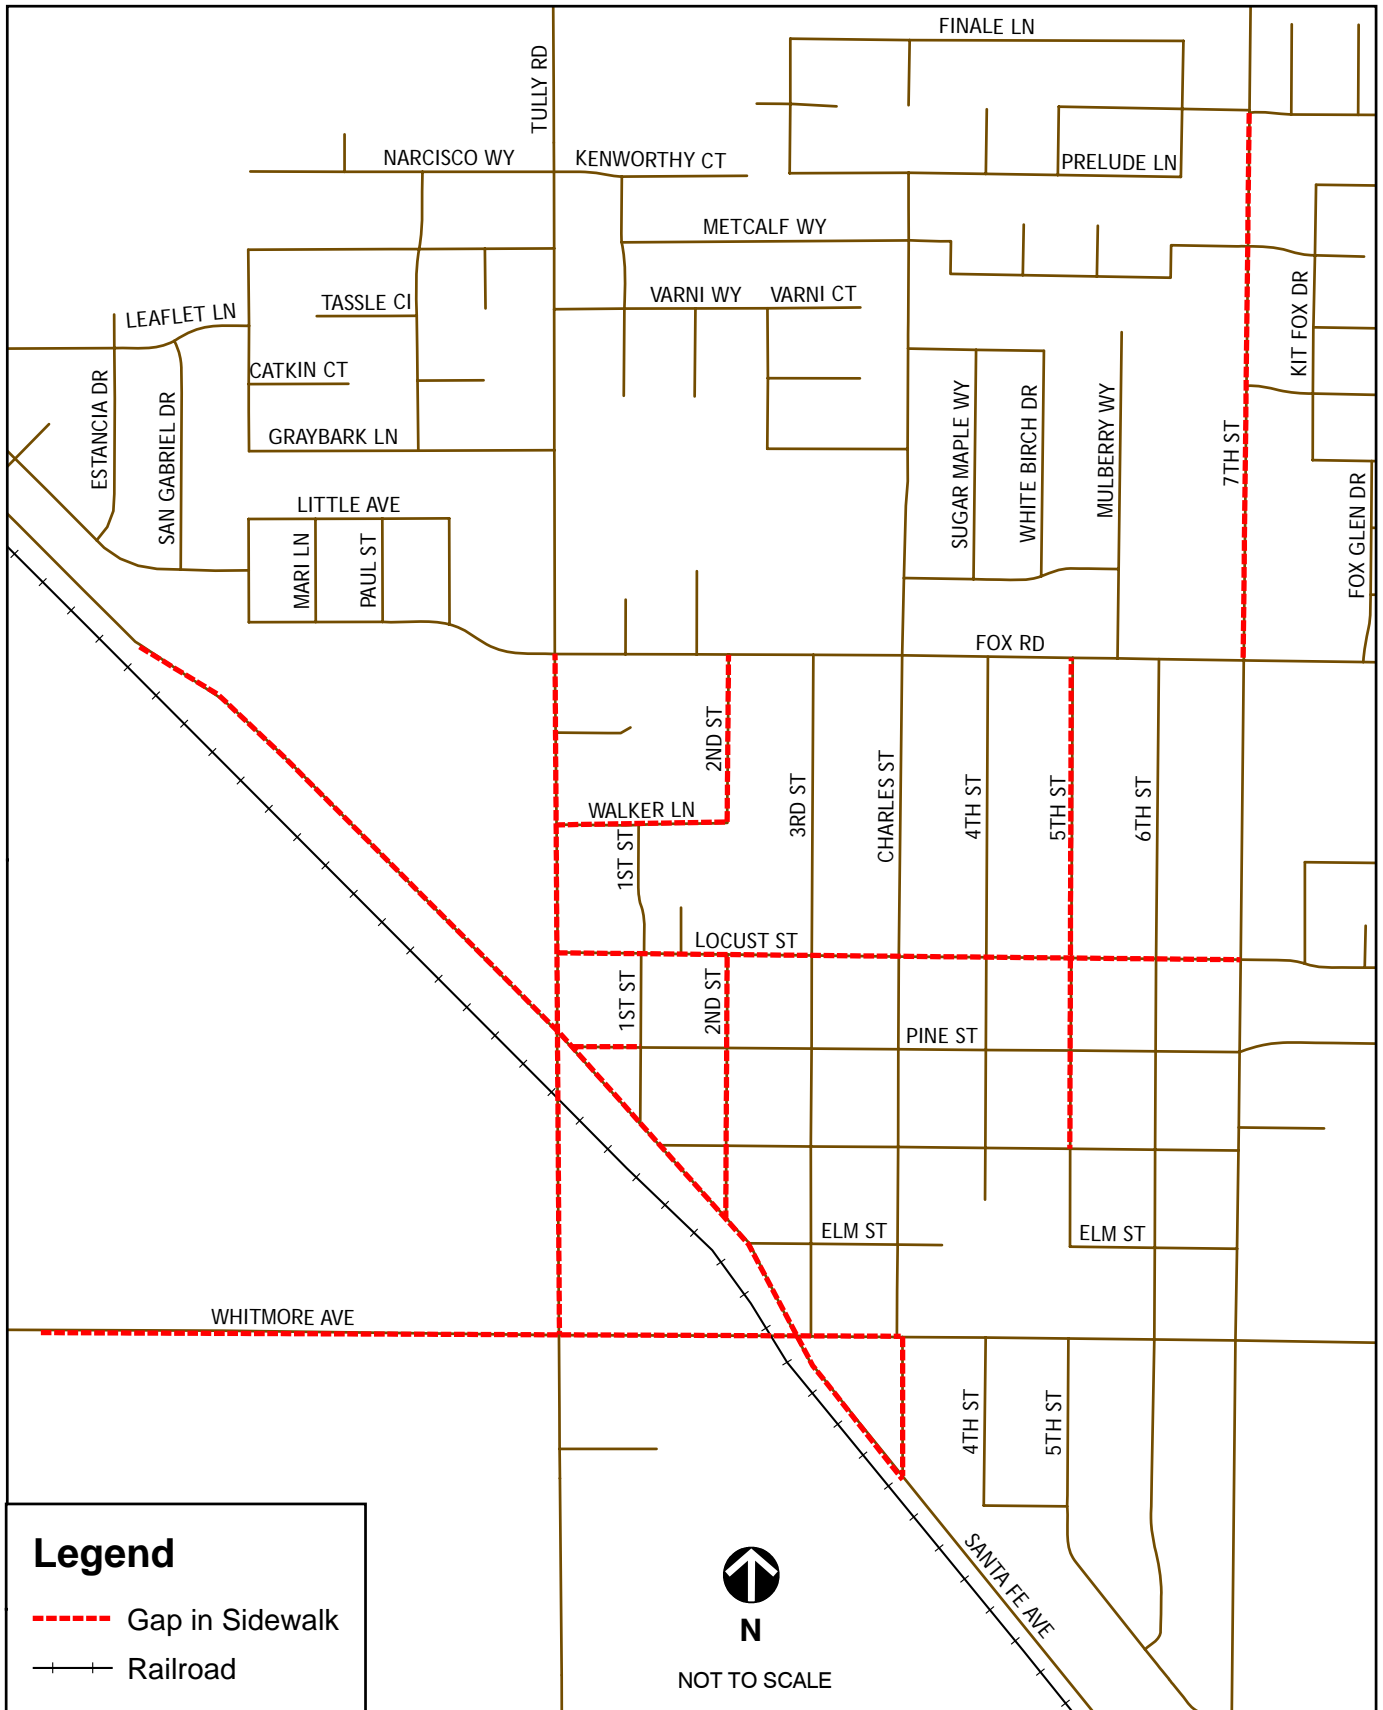 FINALE LN
TULLY RD
NARCISCO WY
KENWORTHY CT
PRELUDE LN
METCALF WY
LEAFLET LN
TASSLE CI
VARNI WY
VARNI CT
KIT FOX DR
CATKIN CT
ESTANCIA DR
SAN GABRIEL DR
GRAYBARK LN
SUGAR MAPLE WY
WHITE BIRCH DR
MULBERRY WY
7TH ST
FOX GLEN DR
LITTLE AVE
MARI LN
PAUL ST
FOX RD
2ND ST
WALKER LN
1ST ST
3RD ST
CHARLES ST
4TH ST
5TH ST
6TH ST
LOCUST ST
1ST ST
2ND ST
PINE ST
ELM ST
ELM ST
WHITMORE AVE
4TH ST
5TH ST
SANTA FE AVE
Legend
Gap in Sidewalk
Railroad
N
NOT TO SCALE